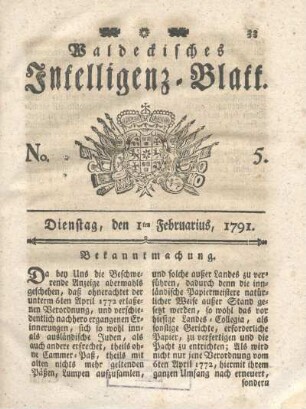 33
Waldeckisches
Intelligenz-Blatt.
No. 5.
Dienstag, den 1ten Februarius, 1791.
Bekanntmachung.
Da bey Uns die Beschwe-
rende Anzeige abermahls
geschehen, daß ohnerachtet der
unterm 6ten April 1772 erlaße-
nen Verordnung, und verschie-
dentlich nachhero ergangenen Er-
innerungen, sich so wohl inn-
als ausländische Juden, als
auch andere erfrechet, theils oh-
ne Cammer-Paß, theils mit
alten nichts mehr geltenden
Päßen, Lumpen aufzusamlen,
und solche außer Landes zu ver-
führen, dadurch denn die inn-
ländische Papiermeistere natür-
licher Weise außer Stand ge-
setzt werden, so wohl das vor
hiesige Landes-Collegia, als
sonstige Gerichte, erforderliche
Papier, zu verfertigen und die
Pacht zu entrichten; Als wird
nicht nur jene Verordnung vom
6ten April 1772, hiermit ihrem
ganzen Umfang nach erneuert,
sondern